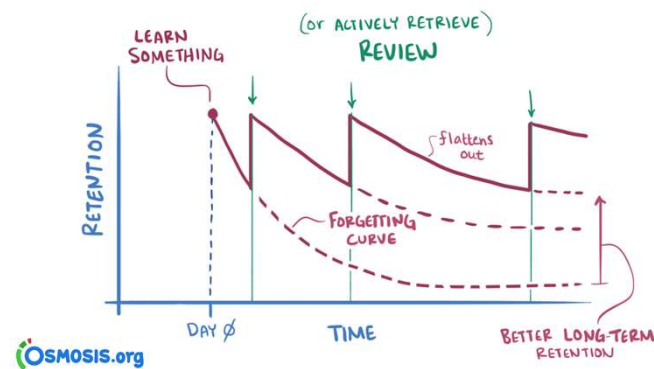 (OR ACTIVELY RETRIEVE)
REVIEW
LEARN
SOMETHING
RETENTION
flattens
out
FORGETTING
CURVE
DAY Ø
TIME
BETTER LONG-TERM
RETENTION
OSMOSIS.org